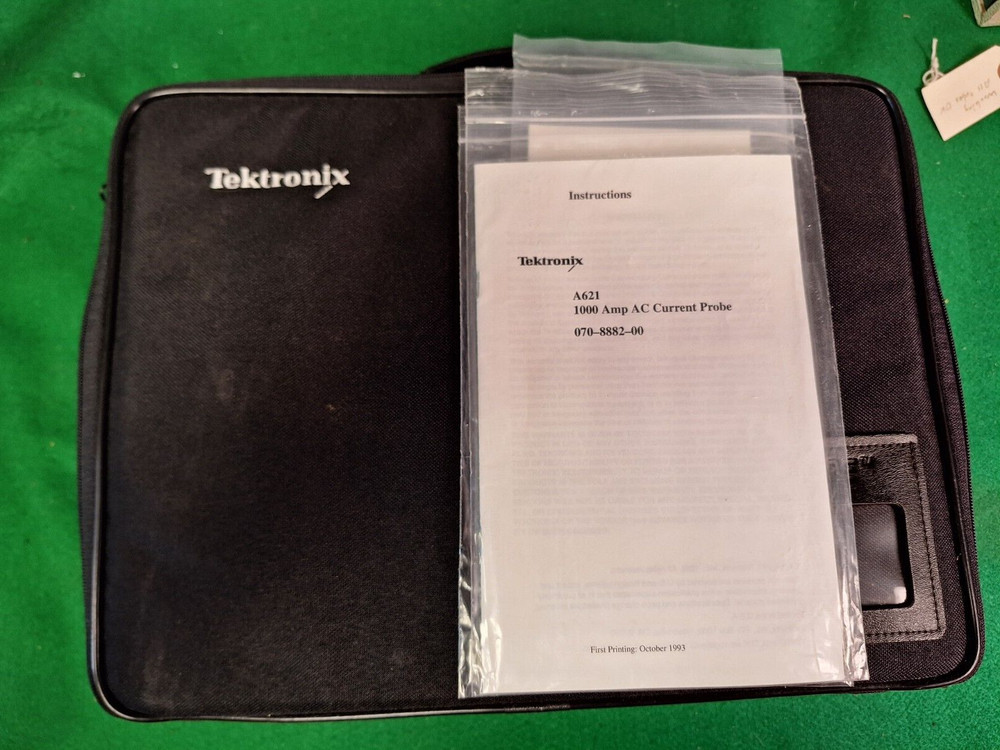 Tektronix
Instructions
Tektronix
A621
1000 Amp AC Current Probe
070–8882–00
First Printing: October 1993